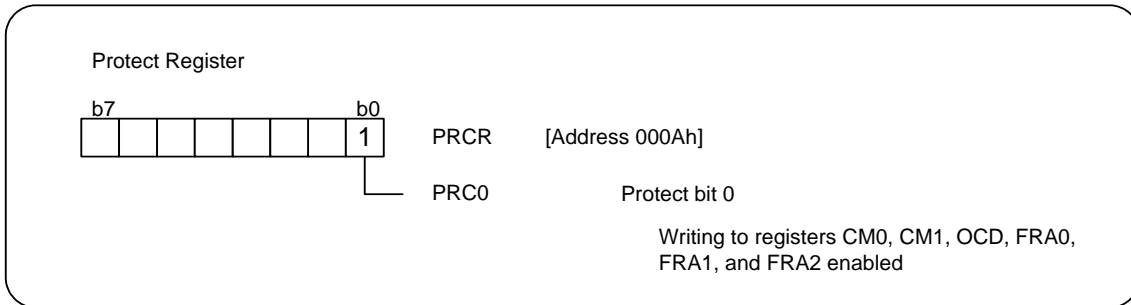 Protect Register
b7 b0
1 PRCR [Address 000Ah]
PRC0 Protect bit 0
Writing to registers CM0, CM1, OCD, FRA0,
FRA1, and FRA2 enabled